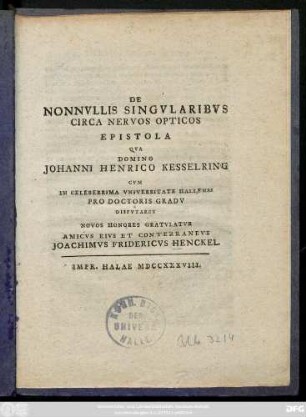 DE
NONNVLLIS SINGVLARIBVS
CIRCA NERVOS OPTICOS
EPISTOLA
QVA
DOMINO
JOHANNI HENRICO KESSELRING
CVM
IN CELEBERRIMA VNIVERSITATE HALLENSI
PRO DOCTORIS GRADV
DISPVTARET
NOVOS HONORES GRATVLATVR
AMICVS EIVS ET CONTERRANEVS
JOACHIMVS FRIDERICVS HENCKEL.
IMPR. HALAE MDCCXXXVIII.